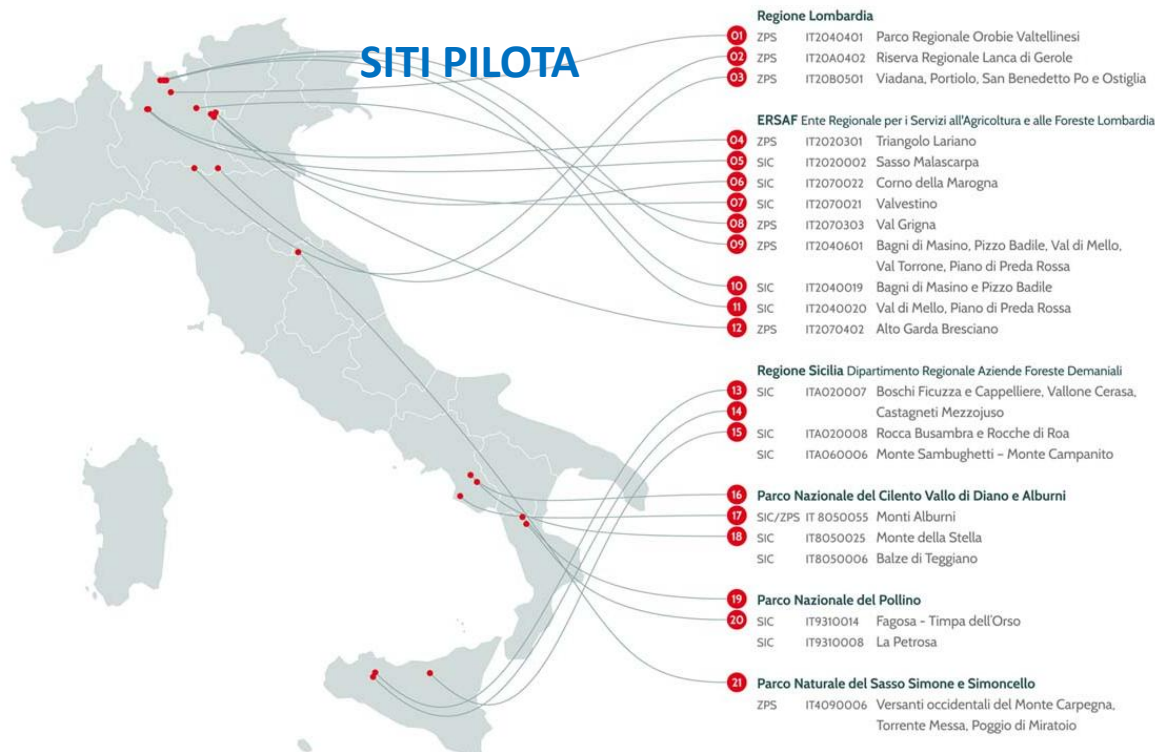 SITI PILOTA
Regione Lombardia
01 ZPS IT2040401 Parco Regionale Orobie Valtellinesi
02 ZPS IT20A0402 Riserva Regionale Lanca di Gerole
03 ZPS IT20B0501 Viadana, Portiolo, San Benedetto Po e Ostiglia
ERSAF Ente Regionale per i Servizi all'Agricoltura e alle Foreste Lombardia
04 ZPS IT2020301 Triangolo Lariano
05 SIC IT2020002 Sasso Malascarpa
06 SIC IT2070022 Corno della Marogna
07 SIC IT2070021 Valvestino
08 ZPS IT2070303 Val Grigna
09 ZPS IT2040601 Bagni di Masino, Pizzo Badile, Val di Mello,
Val Torrone, Piano di Preda Rossa
10 SIC IT2040019 Bagni di Masino e Pizzo Badile
11 SIC IT2040020 Val di Mello, Piano di Preda Rossa
12 ZPS IT2070402 Alto Garda Bresciano
Regione Sicilia Dipartimento Regionale Aziende Foreste Demaniali
13 SIC ITA020007 Boschi Ficuzza e Cappelliere, Vallone Cerasa,
14 Castagneti Mezzojuso
15 SIC ITA020008 Rocca Busambra e Rocche di Roa
SIC ITA060006 Monte Sambughetti – Monte Campanito
16 Parco Nazionale del Cilento Vallo di Diano e Alburni
17 SIC/ZPS IT 8050055 Monti Alburni
18 SIC IT8050025 Monte della Stella
SIC IT8050006 Balze di Teggiano
19 Parco Nazionale del Pollino
20 SIC IT9310014 Fagosa - Timpa dell'Orso
SIC IT9310008 La Petrosa
21 Parco Naturale del Sasso Simone e Simoncello
ZPS IT4090006 Versanti occidentali del Monte Carpegna,
Torrente Messa, Poggio di Miratoio